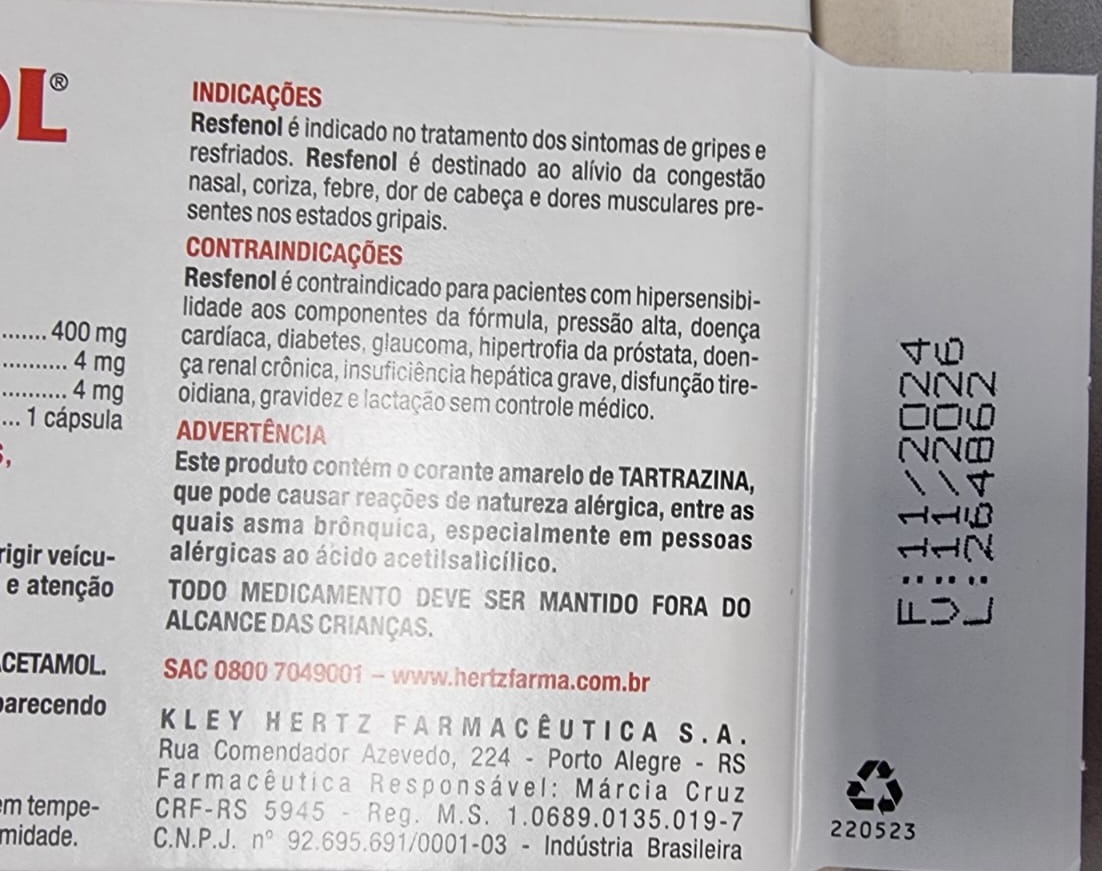 OL®
....... 400 mg
.......... 4 mg
.......... 4 mg
... 1 cápsula
rigir veícu-
e atenção
CETAMOL.
parecendo
em tempe-
midade.
INDICAÇÕES
Resfenol é indicado no tratamento dos sintomas de gripes e
resfriados. Resfenol é destinado ao alívio da congestão
nasal, coriza, febre, dor de cabeça e dores musculares pre-
sentes nos estados gripais.
CONTRAINDICAÇÕES
Resfenol é contraindicado para pacientes com hipersensibi-
lidade aos componentes da fórmula, pressão alta, doença
cardíaca, diabetes, glaucoma, hipertrofia da próstata, doen-
ça renal crônica, insuficiência hepática grave, disfunção tire-
oidiana, gravidez e lactação sem controle médico.
ADVERTÊNCIA
Este produto contém o corante amarelo de TARTRAZINA,
que pode causar reações de natureza alérgica, entre as
quais asma brônquica, especialmente em pessoas
alérgicas ao ácido acetilsalicílico.
TODO MEDICAMENTO DEVE SER MANTIDO FORA DO
ALCANCE DAS CRIANÇAS.
SAC 0800 7049001 – www.hertzfarma.com.br
KLEY HERTZ FARMACÊUTICA S.A.
Rua Comendador Azevedo, 224 - Porto Alegre - RS
Farmacêutica Responsável: Márcia Cruz
CRF-RS 5945 - Reg. M.S. 1.0689.0135.019-7
C.N.P.J. nº 92.695.691/0001-03 - Indústria Brasileira
F:11/2024
V:11/2026
L:264862
220523